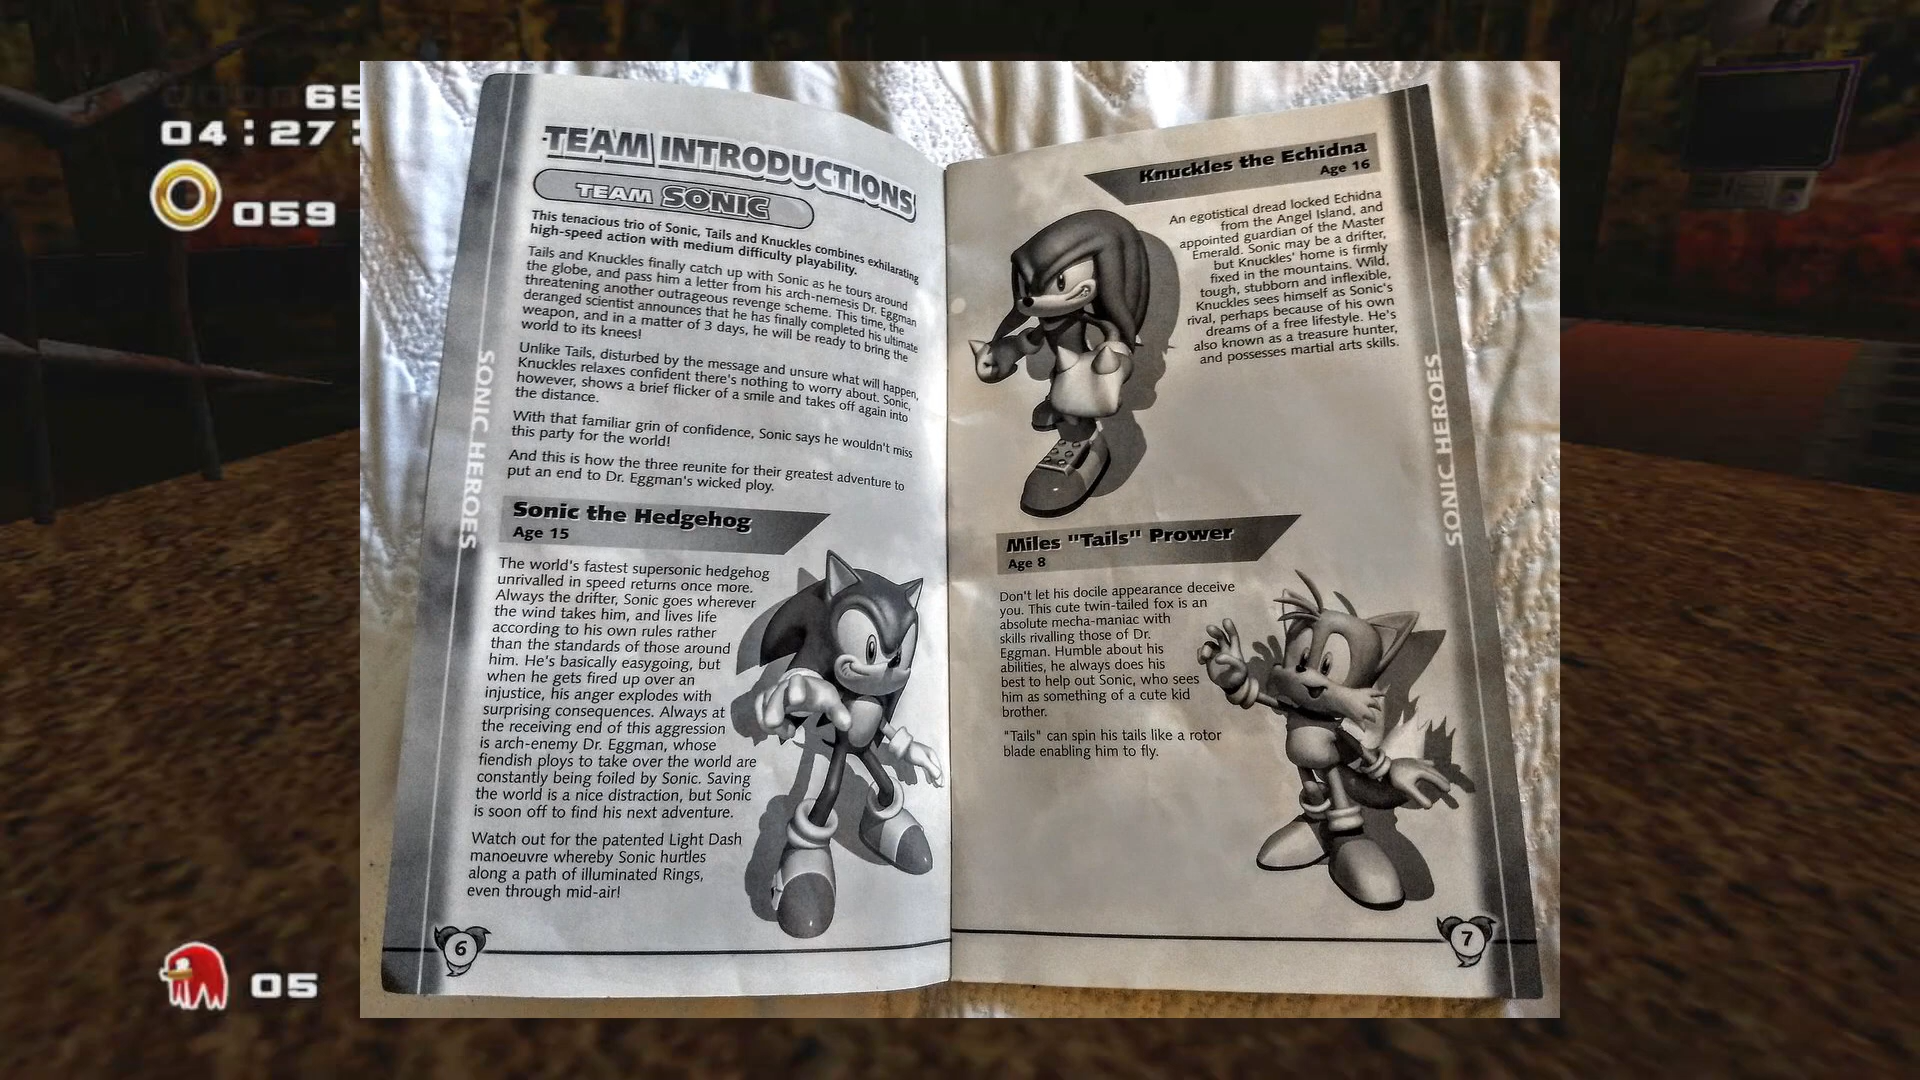 65
04:27:
059
05
TEAM INTRODUCTIONS
TEAM SONIC
This tenacious trio of Sonic, Tails and Knuckles combines exhilarating
high-speed action with medium difficulty playability.
Tails and Knuckles finally catch up with Sonic as he tours around
the globe, and pass him a letter from his arch-nemesis Dr. Eggman
threatening another outrageous revenge scheme. This time, the
deranged scientist announces that he has finally completed his ultimate
weapon, and in a matter of 3 days, he will be ready to bring the
world to its knees!
Unlike Tails, disturbed by the message and unsure what will happen,
Knuckles relaxes confident there's nothing to worry about. Sonic,
however, shows a brief flicker of a smile and takes off again into
the distance.
With that familiar grin of confidence, Sonic says he wouldn't miss
this party for the world!
And this is how the three reunite for their greatest adventure to
put an end to Dr. Eggman's wicked ploy.
Sonic the Hedgehog
Age 15
The world's fastest supersonic hedgehog
unrivalled in speed returns once more.
Always the drifter, Sonic goes wherever
the wind takes him, and lives life
according to his own rules rather
than the standards of those around
him. He's basically easygoing, but
when he gets fired up over an
injustice, his anger explodes with
surprising consequences. Always at
the receiving end of this aggression
is arch-enemy Dr. Eggman, whose
fiendish ploys to take over the world are
constantly being foiled by Sonic. Saving
the world is a nice distraction, but Sonic
is soon off to find his next adventure.
Watch out for the patented Light Dash
manoeuvre whereby Sonic hurtles
along a path of illuminated Rings,
even through mid-air!
SONIC HEROES
6
Knuckles the Echidna
Age 16
An egotistical dread locked Echidna
from the Angel Island, and
appointed guardian of the Master
Emerald. Sonic may be a drifter,
but Knuckles' home is firmly
fixed in the mountains. Wild,
tough, stubborn and inflexible,
Knuckles sees himself as Sonic's
rival, perhaps because of his own
dreams of a free lifestyle. He's
also known as a treasure hunter,
and possesses martial arts skills.
Miles "Tails" Prower
Age 8
Don't let his docile appearance deceive
you. This cute twin-tailed fox is an
absolute mecha-maniac with
skills rivalling those of Dr.
Eggman. Humble about his
abilities, he always does his
best to help out Sonic, who sees
him as something of a cute kid
brother.
"Tails" can spin his tails like a rotor
blade enabling him to fly.
SONIC HEROES
7